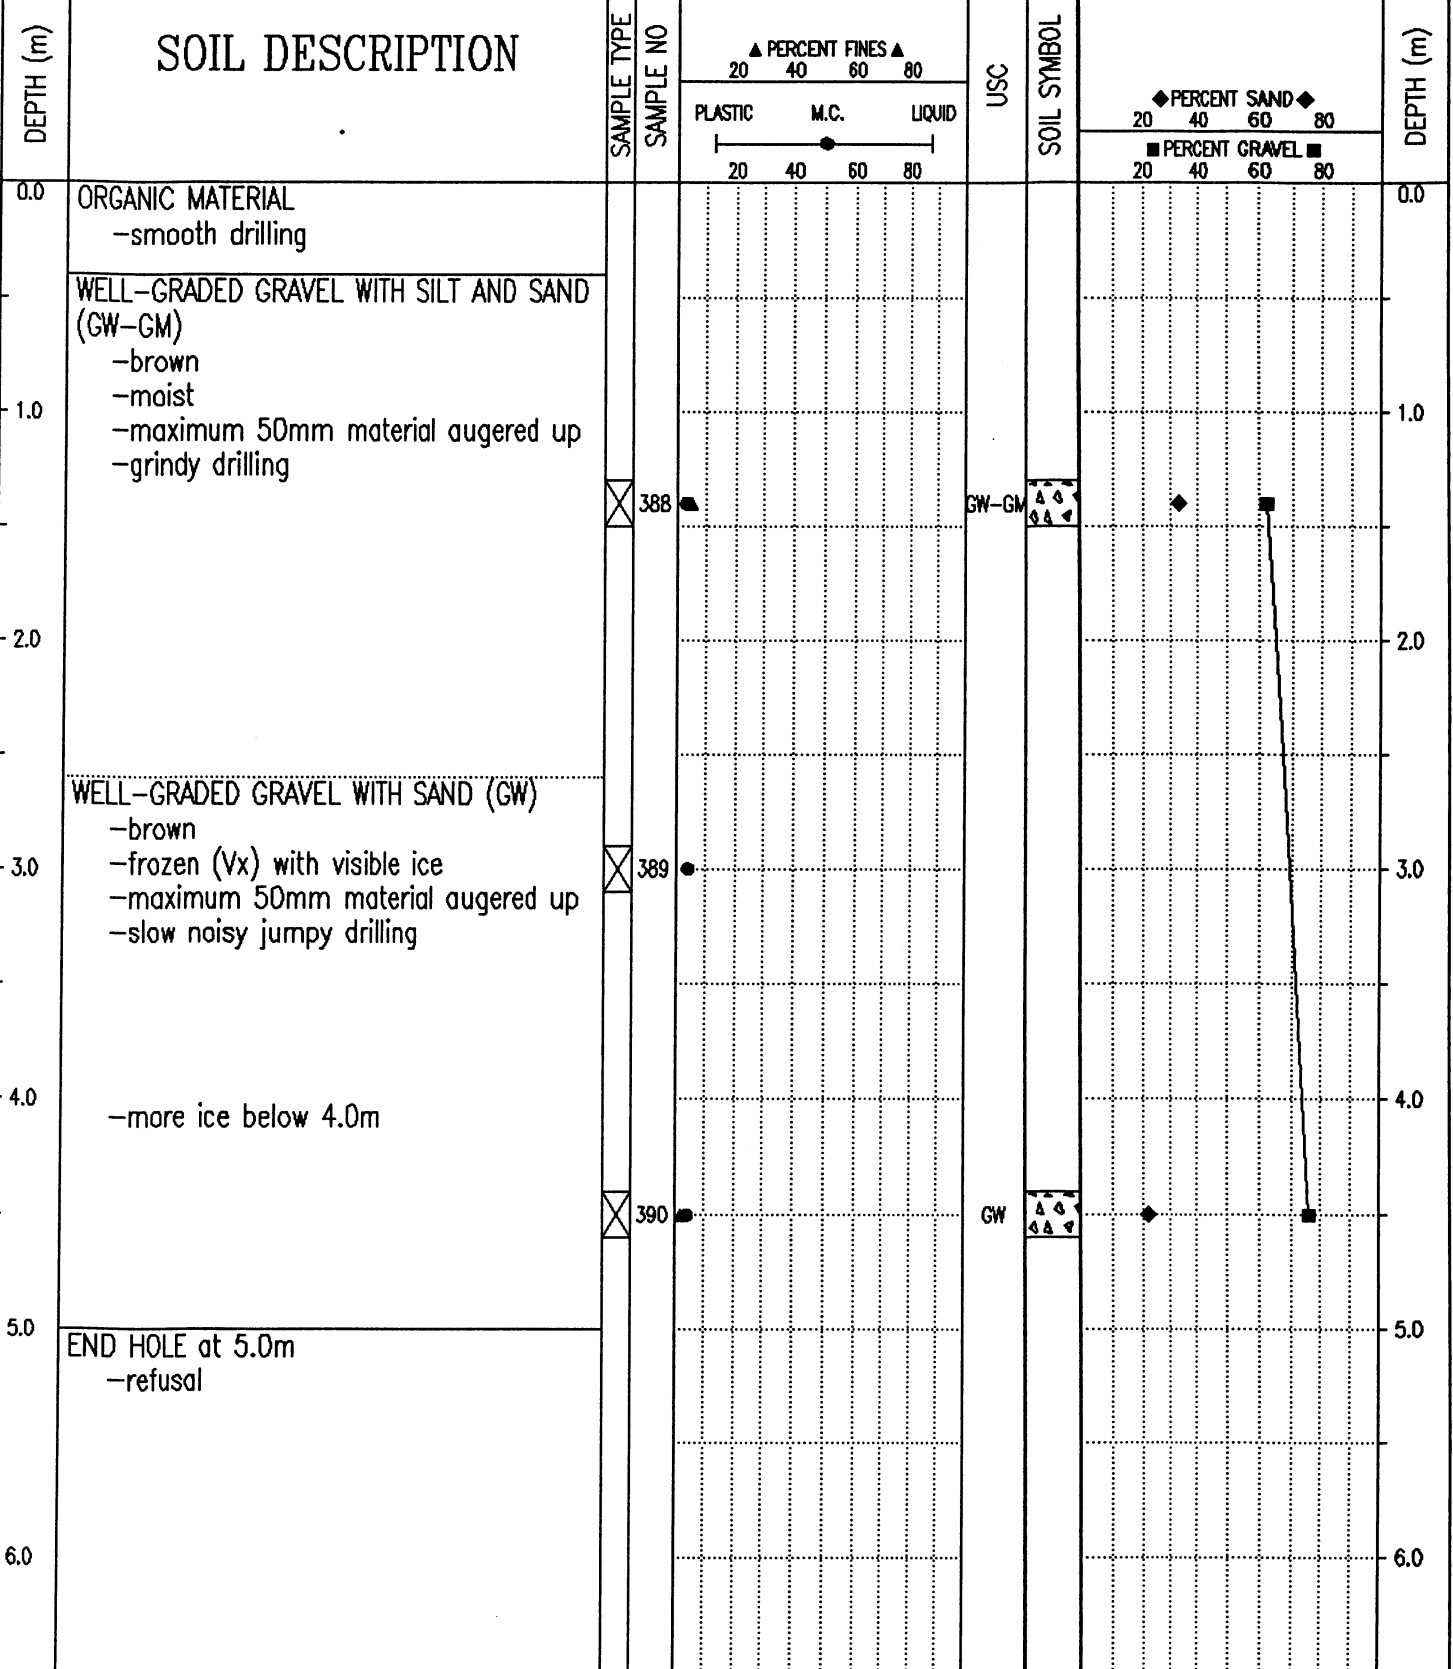 DEPTH (m)
SOIL DESCRIPTION
SAMPLE TYPE
SAMPLE NO
▲ PERCENT FINES ▲
20 40 60 80
PLASTIC M.C. LIQUID
20 40 60 80
USC
SOIL SYMBOL
◆PERCENT SAND◆
20 40 60 80
■PERCENT GRAVEL■
20 40 60 80
DEPTH (m)
0.0
ORGANIC MATERIAL
0.0
-smooth drilling
WELL-GRADED GRAVEL WITH SILT AND SAND
(GW-GM)
-brown
-moist
1.0
1.0
-maximum 50mm material augered up
-grindy drilling
388
GW-GM
2.0
2.0
WELL-GRADED GRAVEL WITH SAND (GW)
-brown
3.0
-frozen (Vx) with visible ice
389
3.0
-maximum 50mm material augered up
-slow noisy jumpy drilling
4.0
4.0
-more ice below 4.0m
390
GW
5.0
5.0
END HOLE at 5.0m
-refusal
6.0
6.0